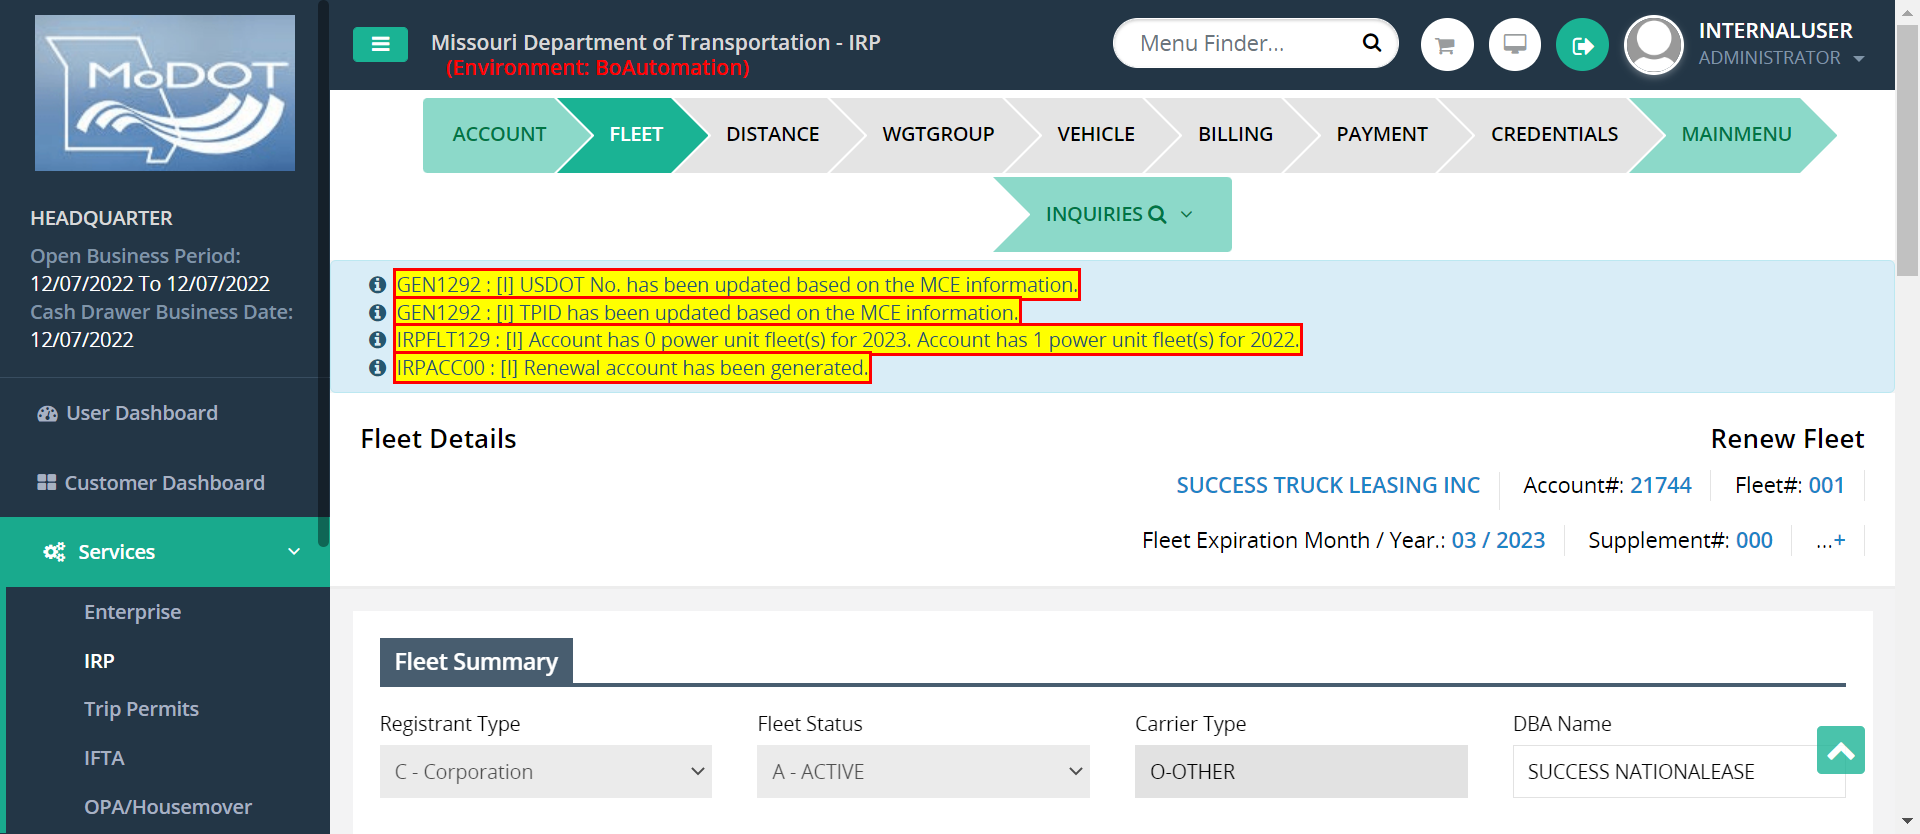 MoDOT
HEADQUARTER
Open Business Period:
12/07/2022 To 12/07/2022
Cash Drawer Business Date:
12/07/2022
User Dashboard
Customer Dashboard
Services
Enterprise
IRP
Trip Permits
IFTA
OPA/Housemover
Missouri Department of Transportation - IRP
(Environment: BoAutomation)
Menu Finder...
INTERNALUSER
ADMINISTRATOR
ACCOUNT FLEET DISTANCE WGTGROUP VEHICLE BILLING PAYMENT CREDENTIALS MAINMENU
INQUIRIES
GEN1292 : [I] USDOT No. has been updated based on the MCE information.
GEN1292 : [I] TPID has been updated based on the MCE information.
IRPFLT129 : [I] Account has 0 power unit fleet(s) for 2023. Account has 1 power unit fleet(s) for 2022.
IRPACC00 : [I] Renewal account has been generated.
Fleet Details Renew Fleet
SUCCESS TRUCK LEASING INC Account#: 21744 Fleet#: 001
Fleet Expiration Month / Year.: 03 / 2023 Supplement#: 000 ...+
Fleet Summary
Registrant Type Fleet Status Carrier Type DBA Name
C - Corporation A - ACTIVE O-OTHER SUCCESS NATIONALEASE